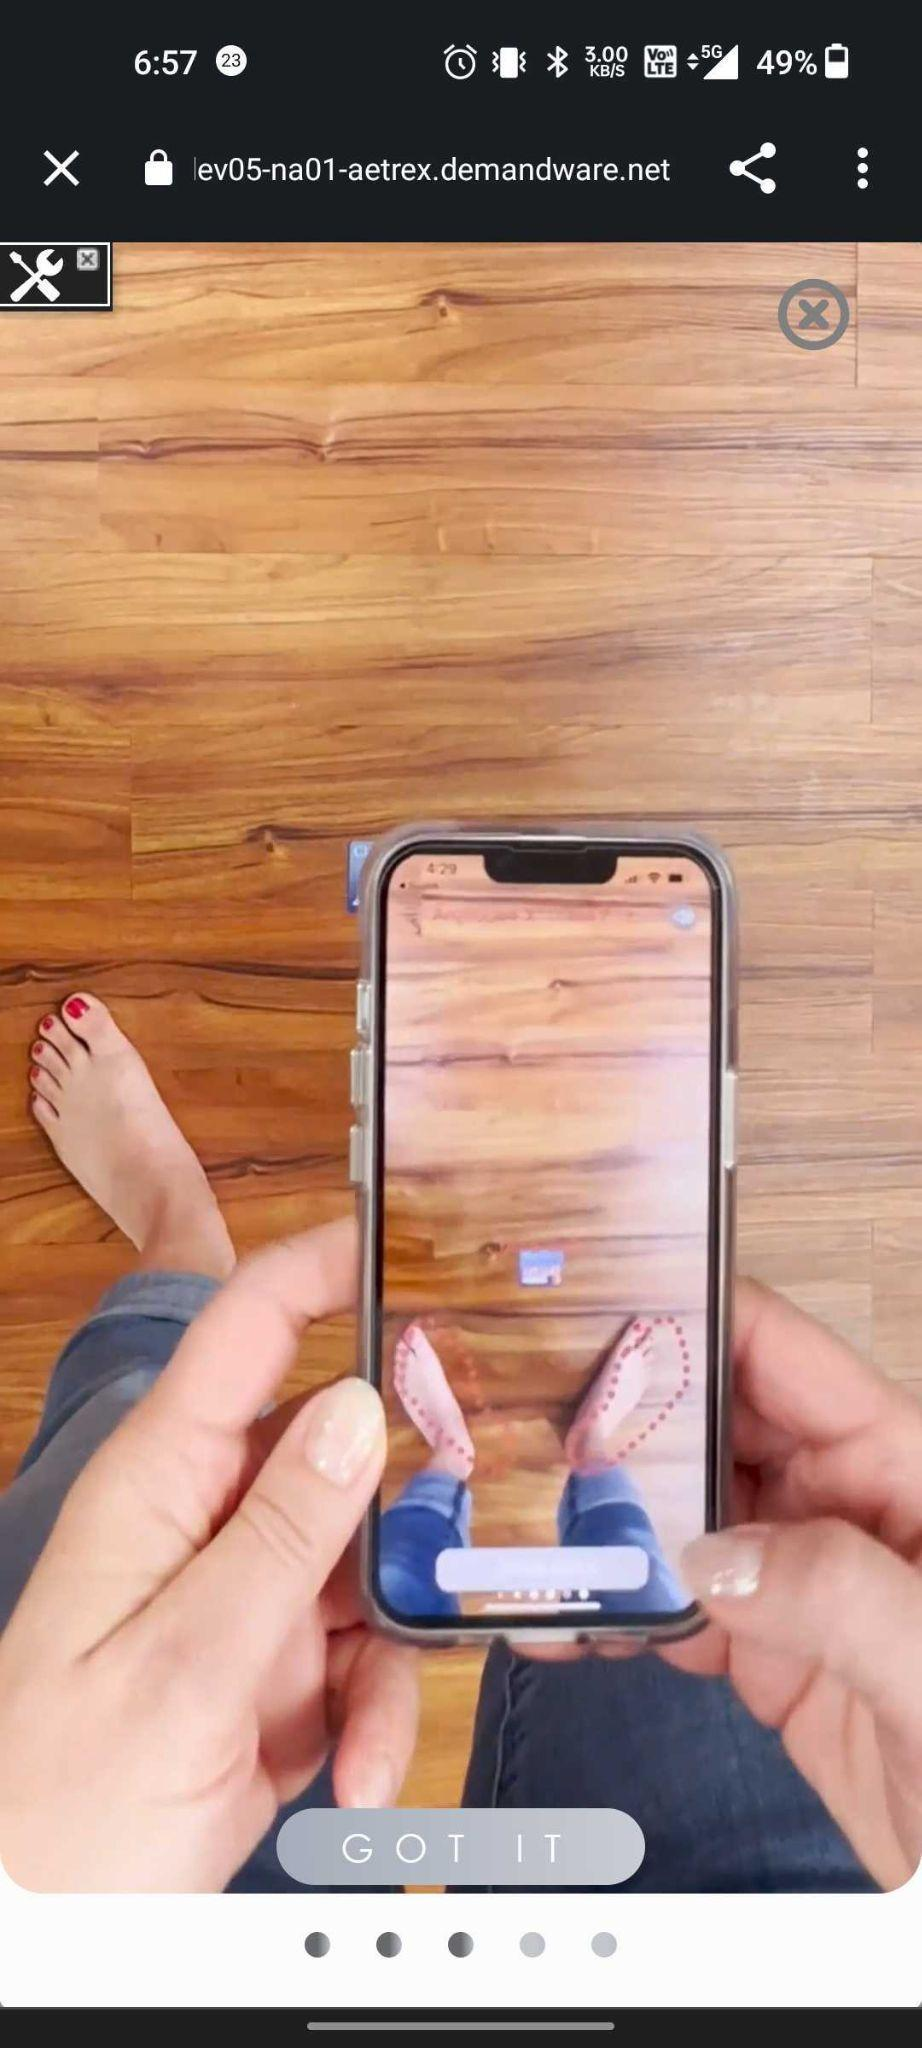 6:57 23 3.00 KB/S Vo)) LTE 5G 49%
lev05-na01-aetrex.demandware.net
4:29
GOT IT